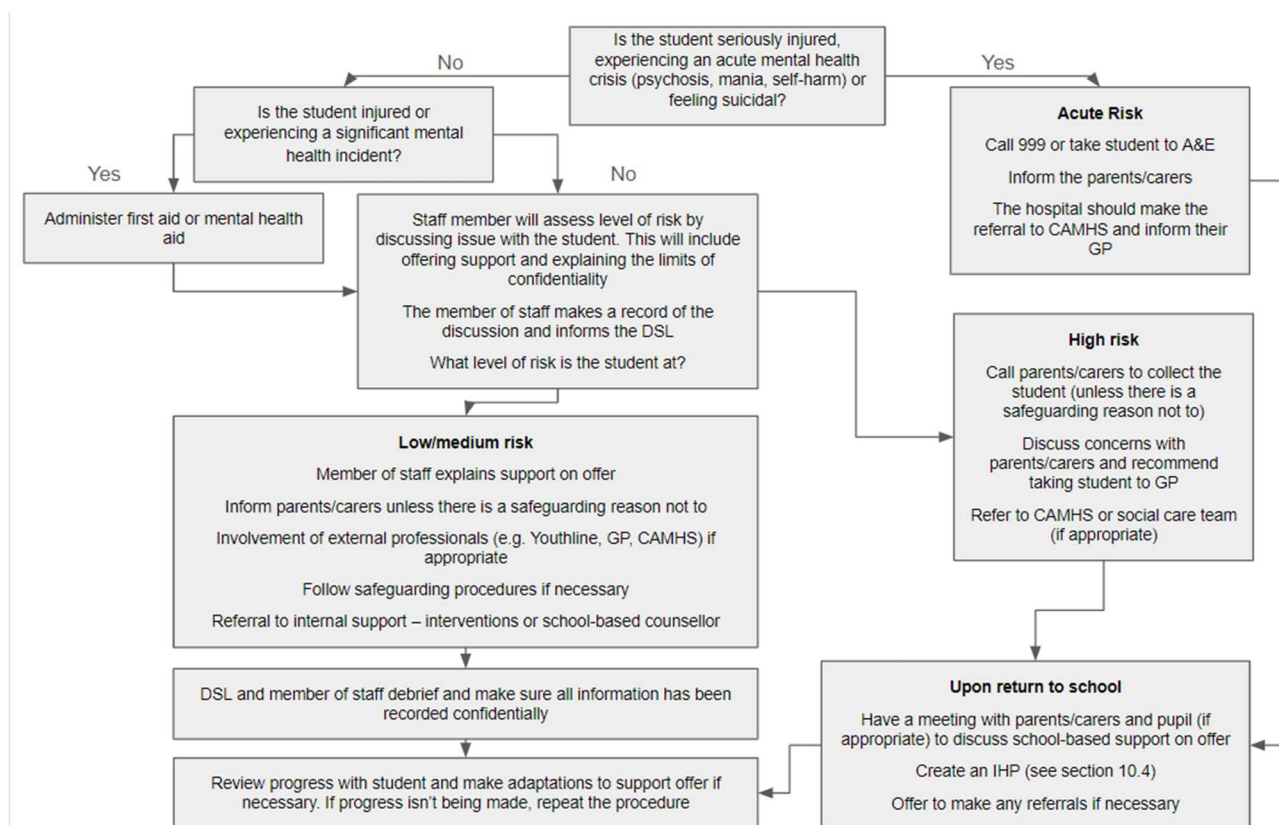 Is the student seriously injured,
experiencing an acute mental health
crisis (psychosis, mania, self-harm) or
feeling suicidal?
No
Yes
Is the student injured or
experiencing a significant mental
health incident?
Acute Risk
Call 999 or take student to A&E
Inform the parents/carers
The hospital should make the
referral to CAMHS and inform their
GP
Yes
No
Administer first aid or mental health
aid
Staff member will assess level of risk by
discussing issue with the student. This will include
offering support and explaining the limits of
confidentiality
The member of staff makes a record of the
discussion and informs the DSL
What level of risk is the student at?
High risk
Call parents/carers to collect the
student (unless there is a
safeguarding reason not to)
Discuss concerns with
parents/carers and recommend
taking student to GP
Refer to CAMHS or social care team
(if appropriate)
Low/medium risk
Member of staff explains support on offer
Inform parents/carers unless there is a safeguarding reason not to
Involvement of external professionals (e.g. Youthline, GP, CAMHS) if
appropriate
Follow safeguarding procedures if necessary
Referral to internal support – interventions or school-based counsellor
DSL and member of staff debrief and make sure all information has been
recorded confidentially
Upon return to school
Have a meeting with parents/carers and pupil (if
appropriate) to discuss school-based support on offer
Create an IHP (see section 10.4)
Offer to make any referrals if necessary
Review progress with student and make adaptations to support offer if
necessary. If progress isn't being made, repeat the procedure